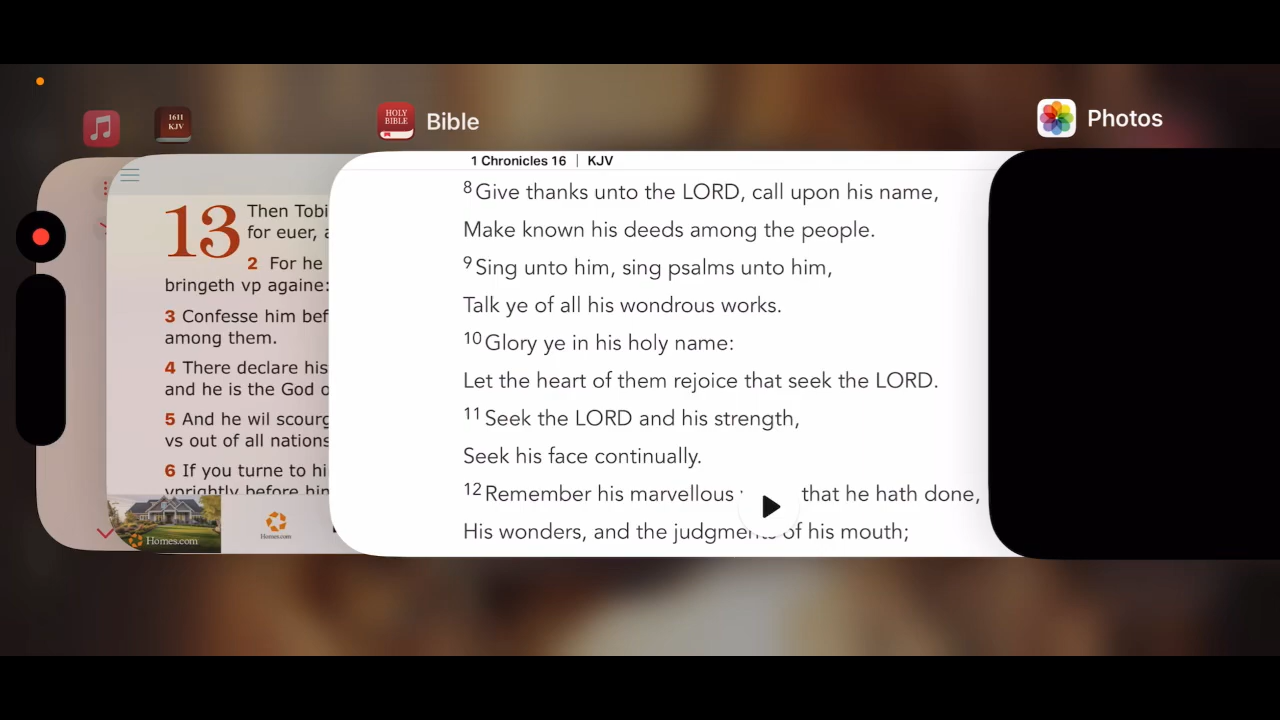 1611
KJV
HOLY
BIBLE
Bible
Photos
13
Then Tobi
for euer, a
2 For he
bringeth vp againe:
3 Confesse him bef
among them.
4 There declare his
and he is the God o
5 And he wil scourg
vs out of all nations
6 If you turne to hi
vprightly before him
Homes.com
Homes.com
1 Chronicles 16 | KJV
8 Give thanks unto the LORD, call upon his name,
Make known his deeds among the people.
9 Sing unto him, sing psalms unto him,
Talk ye of all his wondrous works.
10 Glory ye in his holy name:
Let the heart of them rejoice that seek the LORD.
11 Seek the LORD and his strength,
Seek his face continually.
12 Remember his marvellous that he hath done,
His wonders, and the judgments of his mouth;